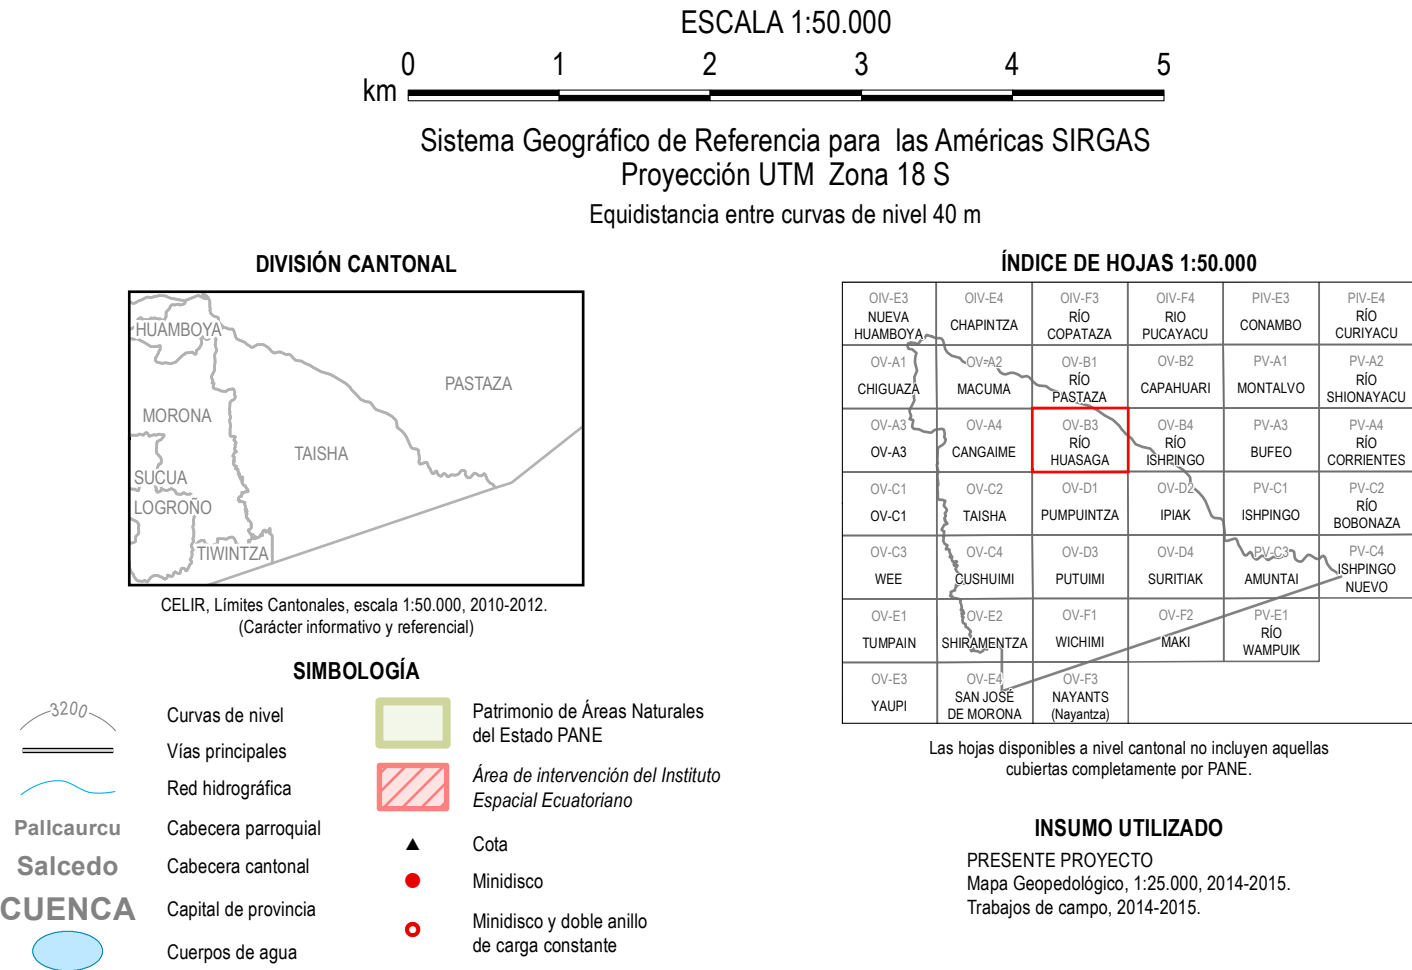 ESCALA 1:50.000
0 1 2 3 4 5
km
Sistema Geográfico de Referencia para las Américas SIRGAS
Proyección UTM Zona 18 S
Equidistancia entre curvas de nivel 40 m
DIVISIÓN CANTONAL
HUAMBOYA
PASTAZA
MORONA
TAISHA
SUCUA
LOGROÑO
TIWINTZA
CELIR, Límites Cantonales, escala 1:50.000, 2010-2012.
(Carácter informativo y referencial)
ÍNDICE DE HOJAS 1:50.000
OIV-E3
NUEVA
HUAMBOYA
OIV-E4
CHAPINTZA
OIV-F3
RÍO
COPATAZA
OIV-F4
RIO
PUCAYACU
PIV-E3
CONAMBO
PIV-E4
RÍO
CURIYACU
OV-A1
CHIGUAZA
OV-A2
MACUMA
OV-B1
RÍO
PASTAZA
OV-B2
CAPAHUARI
PV-A1
MONTALVO
PV-A2
RÍO
SHIONAYACU
OV-A3
OV-A3
OV-A4
CANGAIME
OV-B3
RÍO
HUASAGA
OV-B4
RÍO
ISHPINGO
PV-A3
BUFEO
PV-A4
RÍO
CORRIENTES
OV-C1
OV-C1
OV-C2
TAISHA
OV-D1
PUMPUINTZA
OV-D2
IPIAK
PV-C1
ISHPINGO
PV-C2
RÍO
BOBONAZA
OV-C3
WEE
OV-C4
CUSHUIMI
OV-D3
PUTUIMI
OV-D4
SURITIAK
PV-C3
AMUNTAI
PV-C4
ISHPINGO
NUEVO
OV-E1
TUMPAIN
OV-E2
SHIRAMENTZA
OV-F1
WICHIMI
OV-F2
MAKI
PV-E1
RÍO
WAMPUIK
OV-E3
YAUPI
OV-E4
SAN JOSÉ
DE MORONA
OV-F3
NAYANTS
(Nayantza)
Las hojas disponibles a nivel cantonal no incluyen aquellas
cubiertas completamente por PANE.
SIMBOLOGÍA
3200
Curvas de nivel
Vías principales
Red hidrográfica
Pallcaurcu Cabecera parroquial
Salcedo Cabecera cantonal
CUENCA Capital de provincia
Cuerpos de agua
Patrimonio de Áreas Naturales
del Estado PANE
Área de intervención del Instituto
Espacial Ecuatoriano
Cota
Minidisco
Minidisco y doble anillo
de carga constante
INSUMO UTILIZADO
PRESENTE PROYECTO
Mapa Geopedológico, 1:25.000, 2014-2015.
Trabajos de campo, 2014-2015.